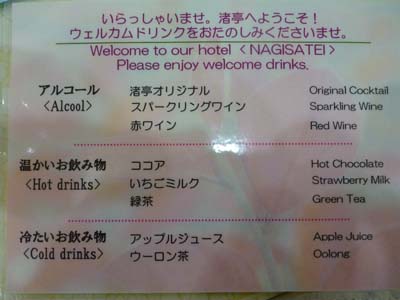 いらっしゃいませ。渚亭へようこそ！
ウェルカムドリンクをおたのしみくださいませ。
Welcome to our hotel〈NAGISATEI〉
Please enjoy welcome drinks.
アルコール 渚亭オリジナル Original Cocktail
〈Alcool〉 スパークリングワイン Sparkling Wine
赤ワイン Red Wine
温かいお飲み物 ココア Hot Chocolate
〈Hot drinks〉 いちごミルク Strawberry Milk
緑茶 Green Tea
冷たいお飲み物 アップルジュース Apple Juice
〈Cold drinks〉 ウーロン茶 Oolong